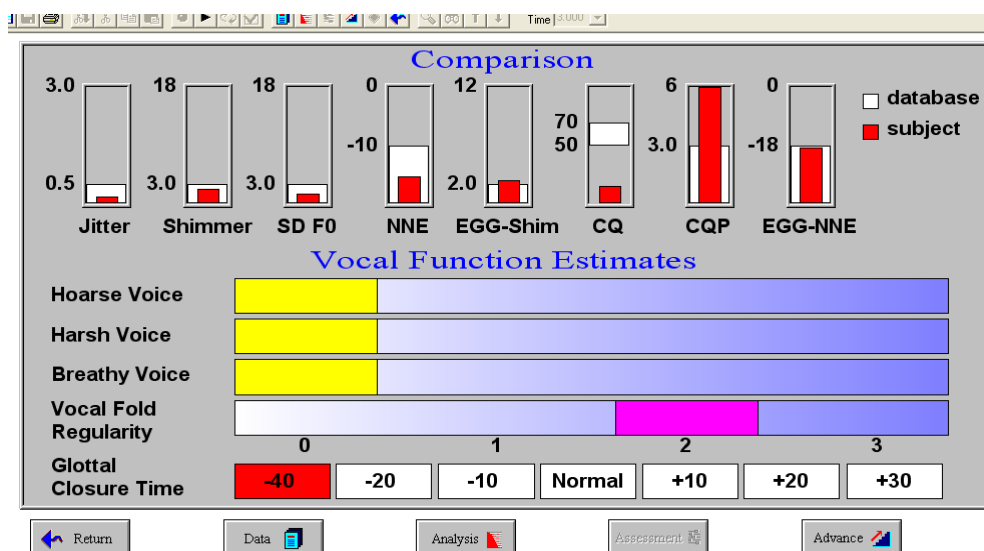 Time 3.000
Comparison
3.0 18 18 0 12 6 0
database
subject
70
-10 50 3.0 -18
0.5 3.0 3.0 2.0
Jitter Shimmer SD F0 NNE EGG-Shim CQ CQP EGG-NNE
Vocal Function Estimates
Hoarse Voice
Harsh Voice
Breathy Voice
Vocal Fold
Regularity
0 1 2 3
Glottal
Closure Time
-40 -20 -10 Normal +10 +20 +30
Return Data Analysis Assessment Advance